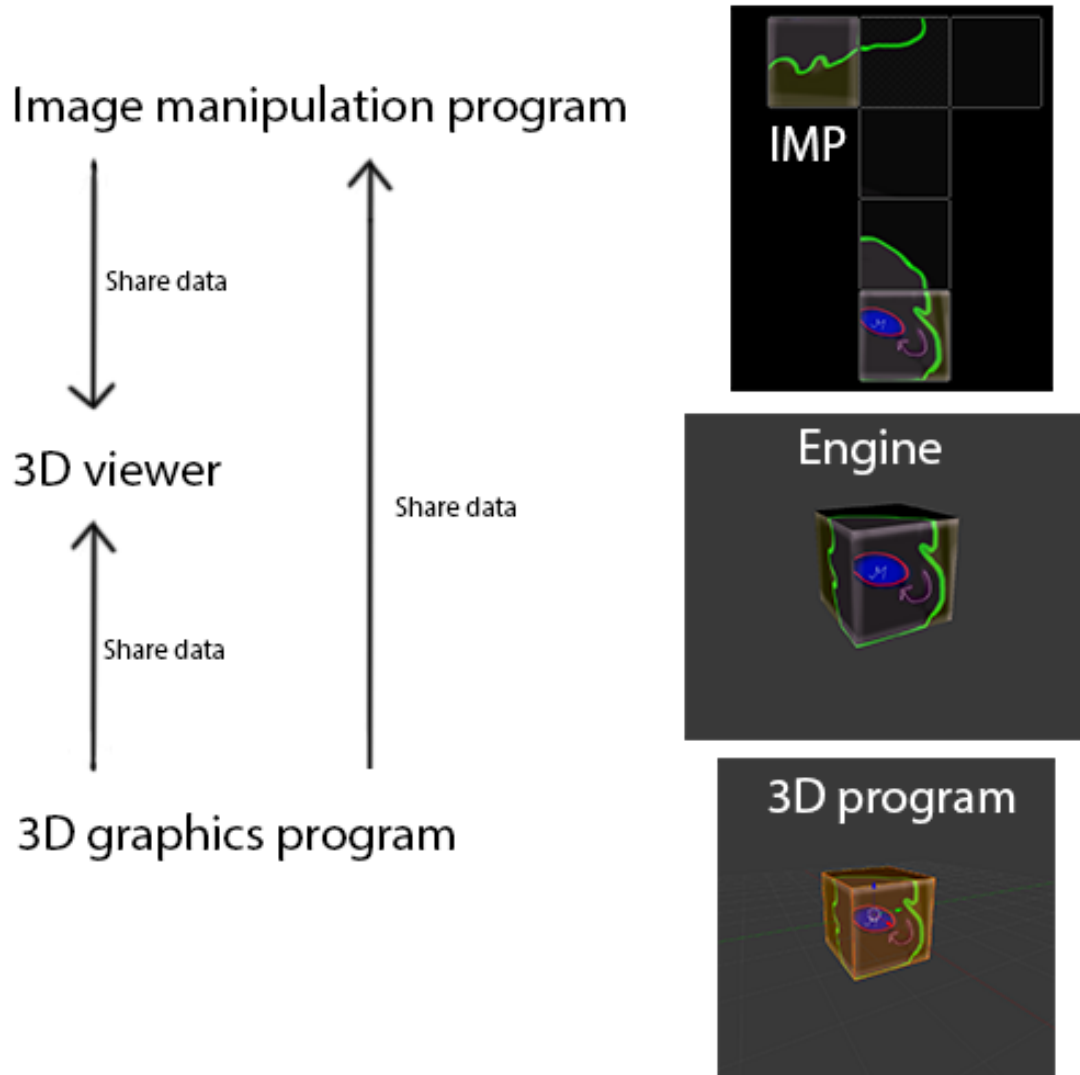 Image manipulation program
Share data
3D viewer
Share data
Share data
3D graphics program
IMP
M
Engine
M
3D program